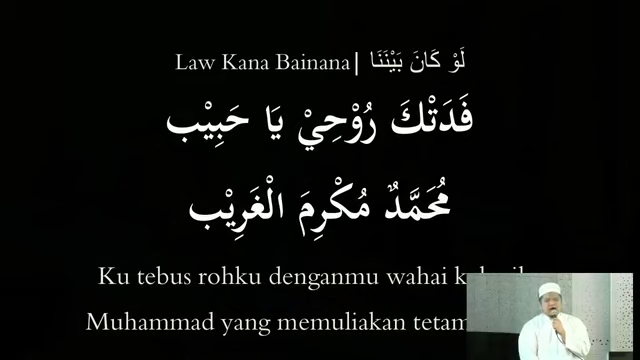 Law Kana Bainana| لَوْ كَانَ بَيْنَنَا
فَدَتْكَ رُوْحِيْ يَا حَبِيْب
مُحَمَّدٌ مُكْرِمَ الْغَرِيْب
Ku tebus rohku denganmu wahai
Muhammad yang memuliakan